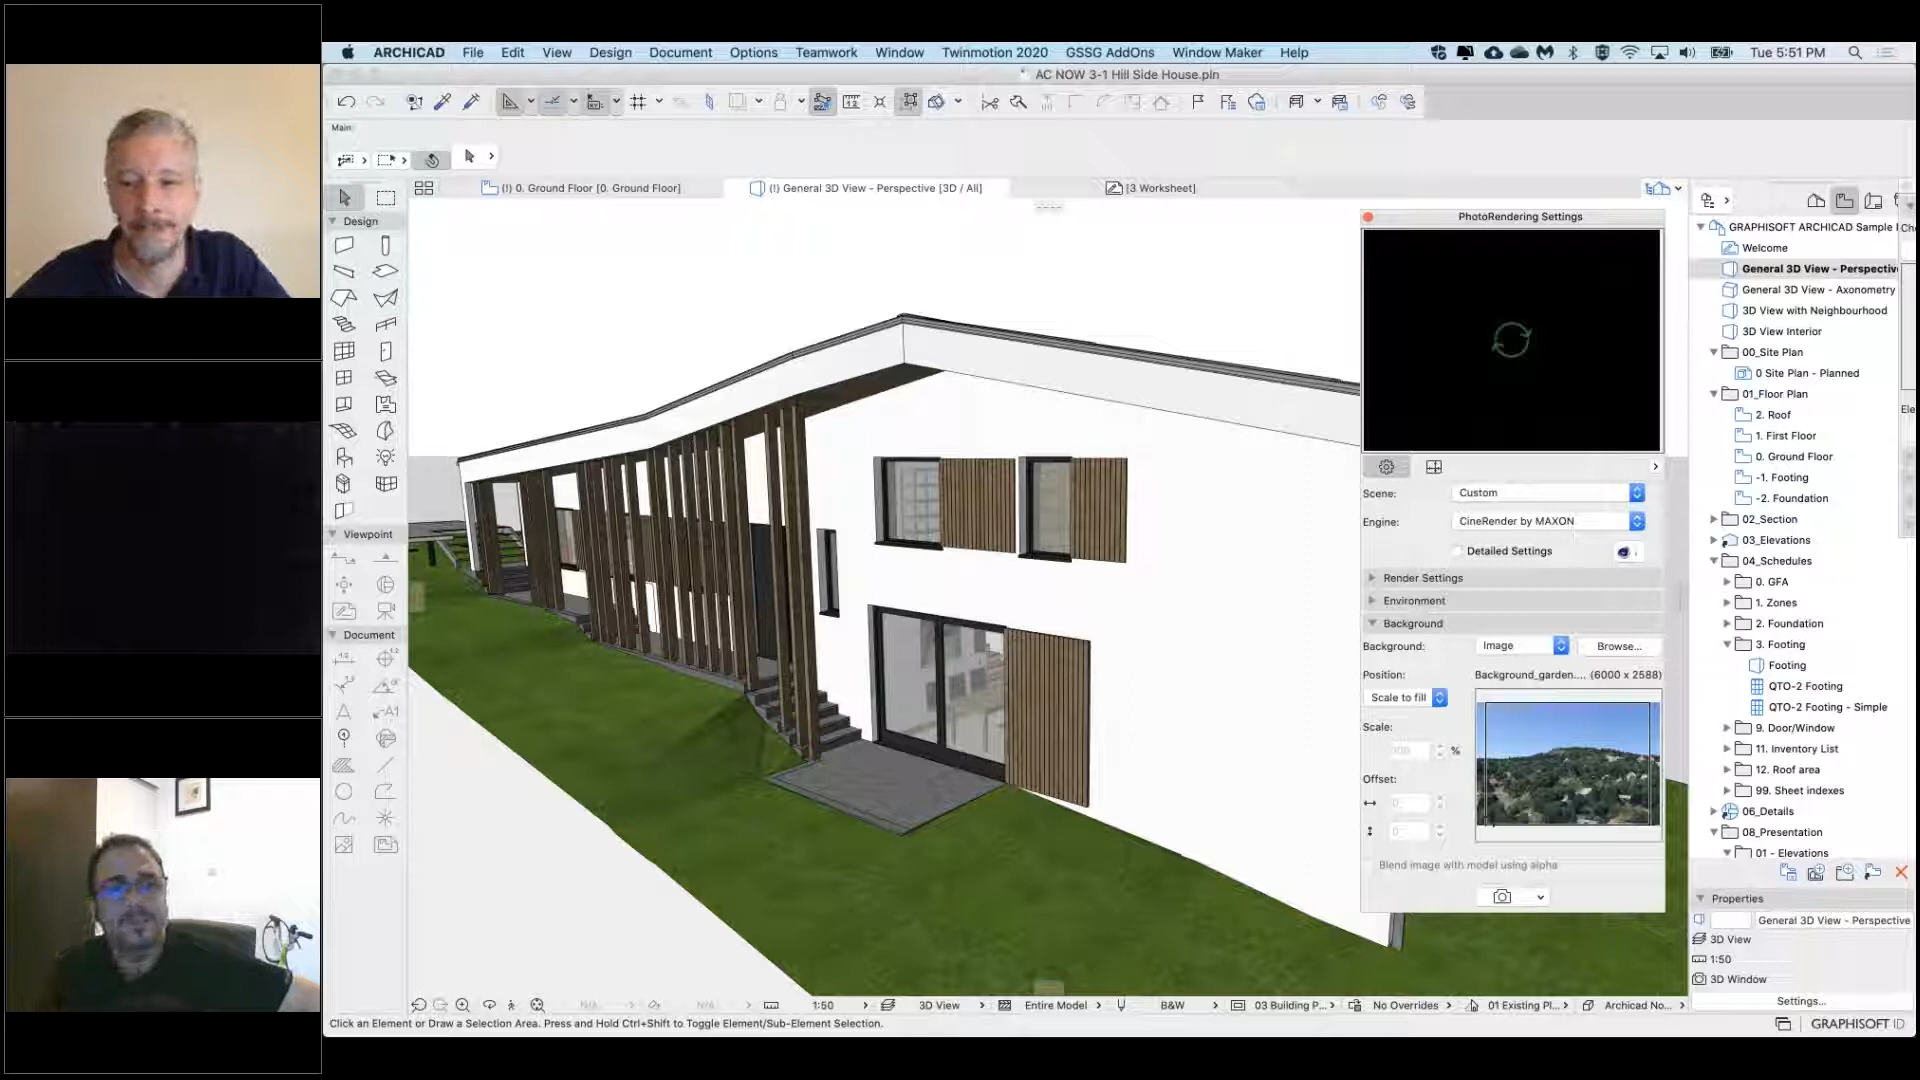 ARCHICAD File Edit View Design Document Options Teamwork Window Twinmotion 2020 GSSG AddOns Window Maker Help Tue 5:51 PM
AC NOW 3-1 Hill Side House.pln
Main:
(!) 0. Ground Floor [0. Ground Floor]
(!) General 3D View - Perspective [3D / All]
[3 Worksheet]
Design
Viewpoint
Document
PhotoRendering Settings
Scene: Custom
Engine: CineRender by MAXON
Detailed Settings
Render Settings
Environment
Background
Background: Image Browse...
Position: Background_garden.... (6000 x 2588)
Scale to fill
Scale:
100 %
Offset:
0
0
Blend image with model using alpha
GRAPHISOFT ARCHICAD Sample
Welcome
General 3D View - Perspectiv
General 3D View - Axonometry
3D View with Neighbourhood
3D View Interior
00_Site Plan
0 Site Plan - Planned
01_Floor Plan
2. Roof
1. First Floor
0. Ground Floor
-1. Footing
-2. Foundation
02_Section
03_Elevations
04_Schedules
0. GFA
1. Zones
2. Foundation
3. Footing
Footing
QTO-2 Footing
QTO-2 Footing - Simple
9. Door/Window
11. Inventory List
12. Roof area
99. Sheet indexes
06_Details
08_Presentation
01 - Elevations
Properties
General 3D View - Perspective
3D View
1:50
3D Window
Settings...
N/A N/A 1:50 3D View Entire Model B&W 03 Building P... No Overrides 01 Existing Pl... Archicad No...
Click an Element or Draw a Selection Area. Press and Hold Ctrl+Shift to Toggle Element/Sub-Element Selection.
GRAPHISOFT ID